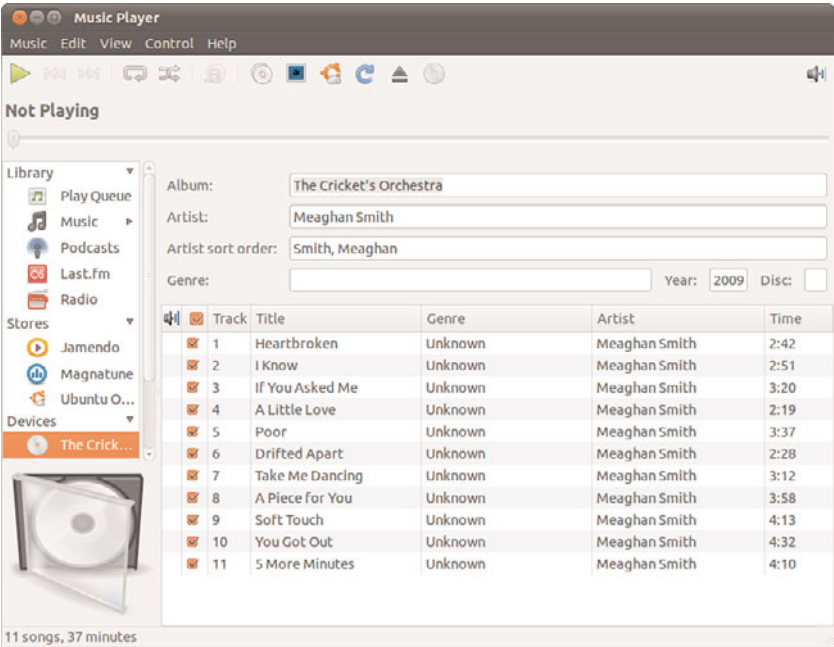 Music Player
Music Edit View Control Help
Not Playing
Library
Play Queue
Music
Podcasts
Last.fm
Radio
Stores
Jamendo
Magnatune
Ubuntu O...
Devices
The Crick...
Album: The Cricket's Orchestra
Artist: Meaghan Smith
Artist sort order: Smith, Meaghan
Genre: Year: 2009 Disc:
Track Title Genre Artist Time
1 Heartbroken Unknown Meaghan Smith 2:42
2 I Know Unknown Meaghan Smith 2:51
3 If You Asked Me Unknown Meaghan Smith 3:20
4 A Little Love Unknown Meaghan Smith 2:19
5 Poor Unknown Meaghan Smith 3:37
6 Drifted Apart Unknown Meaghan Smith 2:28
7 Take Me Dancing Unknown Meaghan Smith 3:12
8 A Piece for You Unknown Meaghan Smith 3:58
9 Soft Touch Unknown Meaghan Smith 4:13
10 You Got Out Unknown Meaghan Smith 4:32
11 5 More Minutes Unknown Meaghan Smith 4:10
11 songs, 37 minutes